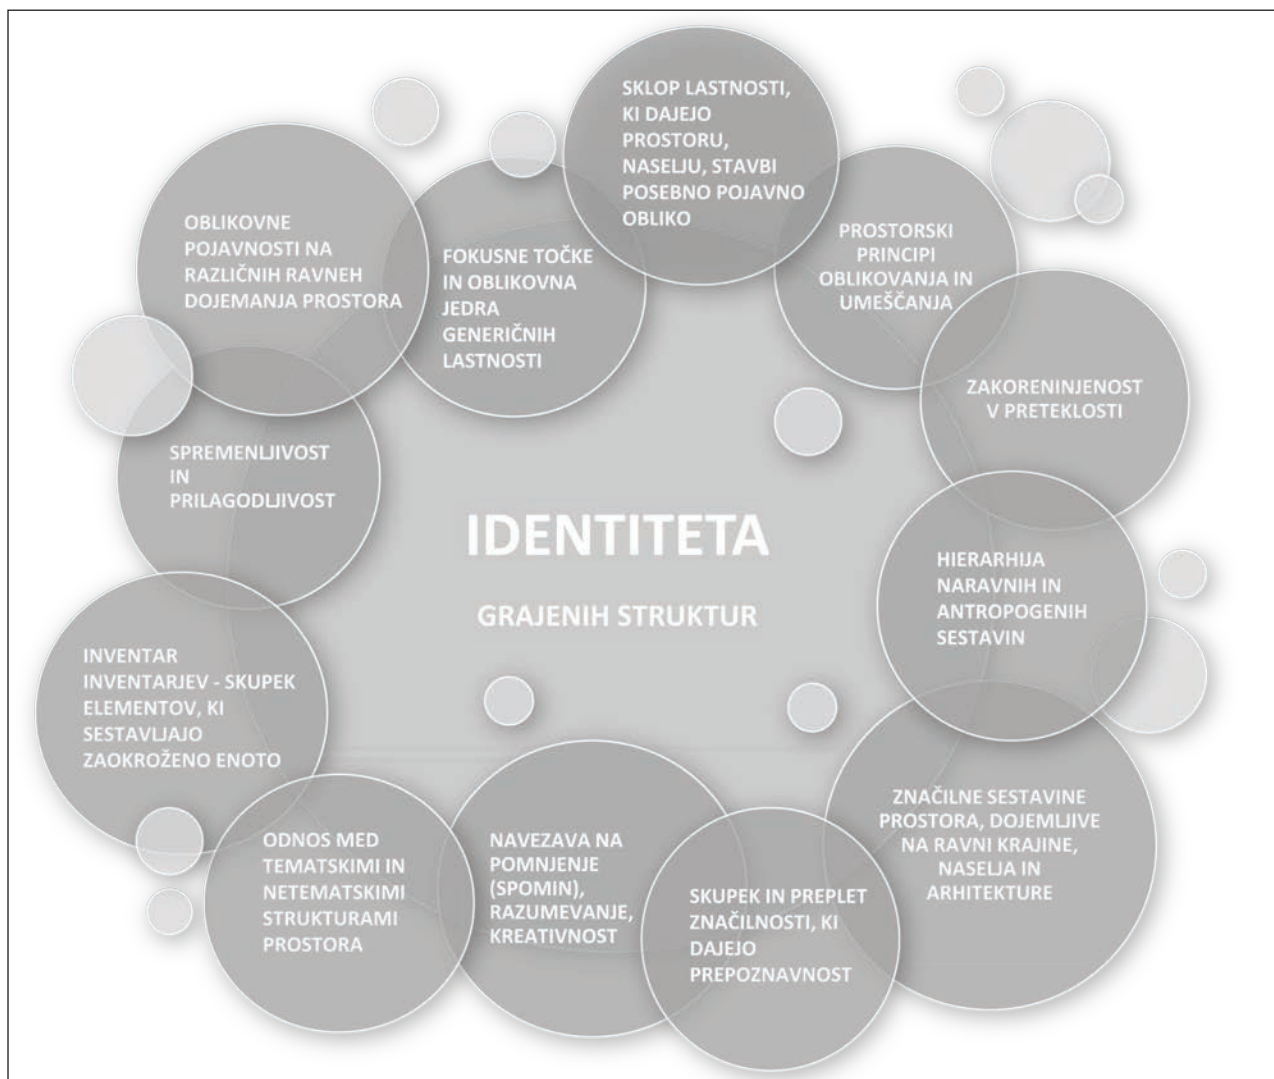 SKLOP LASTNOSTI,
KI DAJEJO
PROSTORU,
NASELJU, STAVBI
POSEBNO POJAVNO
OBLIKO
OBLIKOVNE
POJAVNOSTI NA
RAZLIČNIH RAVNEH
DOJEMANJA PROSTORA
FOKUSNE TOČKE
IN OBLIKOVNA
JEDRA
GENERIČNIH
LASTNOSTI
PROSTORSKI
PRINCIPI
OBLIKOVANJA IN
UMEŠČANJA
ZAKORENINJENOST
V PRETEKLOSTI
SPREMENLJIVOST
IN
PRILAGODLJIVOST
IDENTITETA
GRAJENIH STRUKTUR
HIERARHIJA
NARAVNIH IN
ANTROPOGENIH
SESTAVIN
INVENTAR
INVENTARJEV - SKUPEK
ELEMENTOV, KI
SESTAVLJAJO
ZAOKROŽENO ENOTO
ZNAČILNE SESTAVINE
PROSTORA, DOJEMLJIVE
NA RAVNI KRAJINE,
NASELJA IN
ARHITEKTURE
ODNOS MED
TEMATSKIMI IN
NETEMATSKIMI
STRUKTURAMI
PROSTORA
NAVEZAVA NA
POMNJENJE
(SPOMIN),
RAZUMEVANJE,
KREATIVNOST
SKUPEK IN PREPLET
ZNAČILNOSTI, KI
DAJEJO
PREPOZNAVNOST